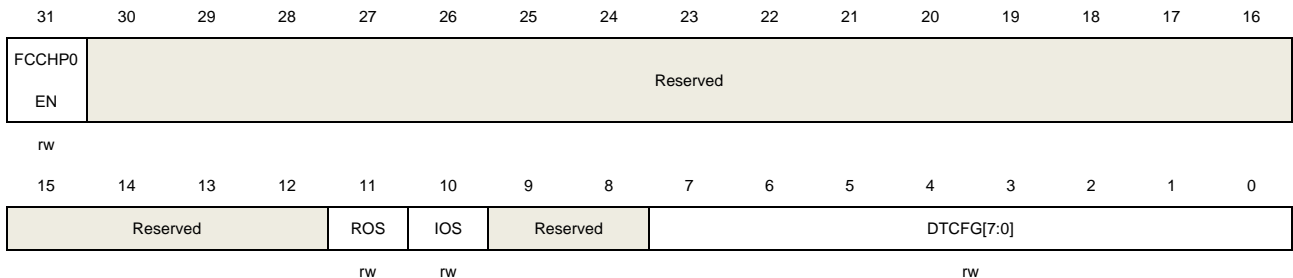 31 30 29 28 27 26 25 24 23 22 21 20 19 18 17 16
FCCHP0
EN
Reserved
rw
15 14 13 12 11 10 9 8 7 6 5 4 3 2 1 0
Reserved ROS IOS Reserved DTCFG[7:0]
rw rw rw